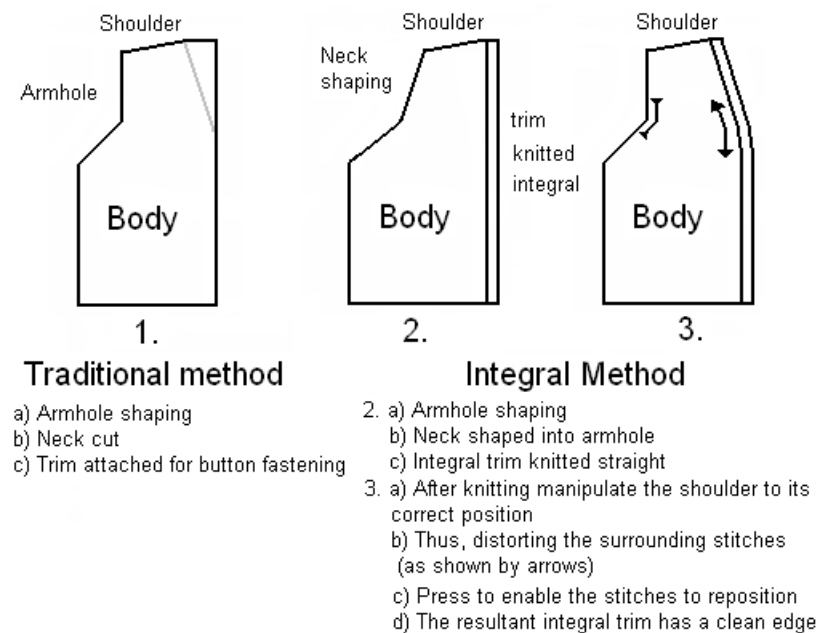 Shoulder
Armhole
Body
1.
Traditional method
a) Armhole shaping
b) Neck cut
c) Trim attached for button fastening
Shoulder
Neck
shaping
Body
2.
trim
knitted
integral
Shoulder
Body
3.
Integral Method
2. a) Armhole shaping
b) Neck shaped into armhole
c) Integral trim knitted straight
3. a) After knitting manipulate the shoulder to its
correct position
b) Thus, distorting the surrounding stitches
(as shown by arrows)
c) Press to enable the stitches to reposition
d) The resultant integral trim has a clean edge